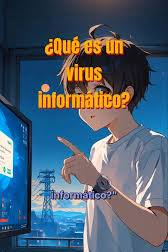 ¿Qué es un
virus
informático?
informático?"